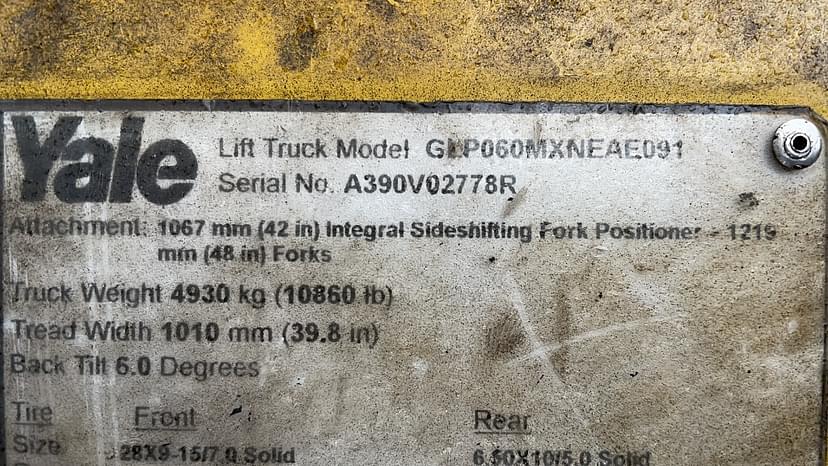 Yale
Lift Truck Model GLP060MXNEAE091
Serial No. A390V02778R
Attachment: 1067 mm (42 in) Integral Sideshifting Fork Positioner - 1219
mm (48 in) Forks
Truck Weight 4930 kg (10860 lb)
Tread Width 1010 mm (39.8 in)
Back Tilt 6.0 Degrees
Tire Front Rear
Size 28X9-15/7.0 Solid 6.50X10/5.0 Solid